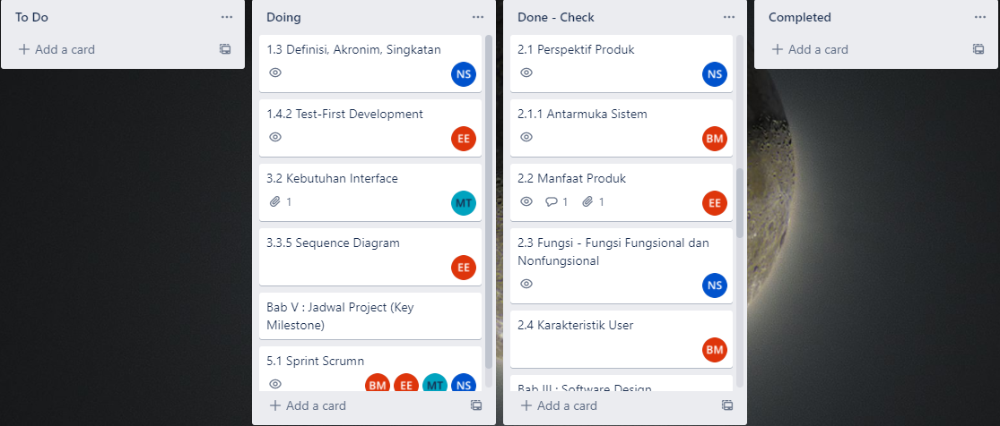 To Do
Add a card
Doing
1.3 Definisi, Akronim, Singkatan
NS
1.4.2 Test-First Development
EE
3.2 Kebutuhan Interface
1
MT
3.3.5 Sequence Diagram
EE
Bab V : Jadwal Project (Key
Milestone)
5.1 Sprint Scrumn
BM EE MT NS
Add a card
Done - Check
2.1 Perspektif Produk
NS
2.1.1 Antarmuka Sistem
BM
2.2 Manfaat Produk
1 1
EE
2.3 Fungsi - Fungsi Fungsional dan
Nonfungsional
NS
2.4 Karakteristik User
BM
Bab III : Software Design
Add a card
Completed
Add a card